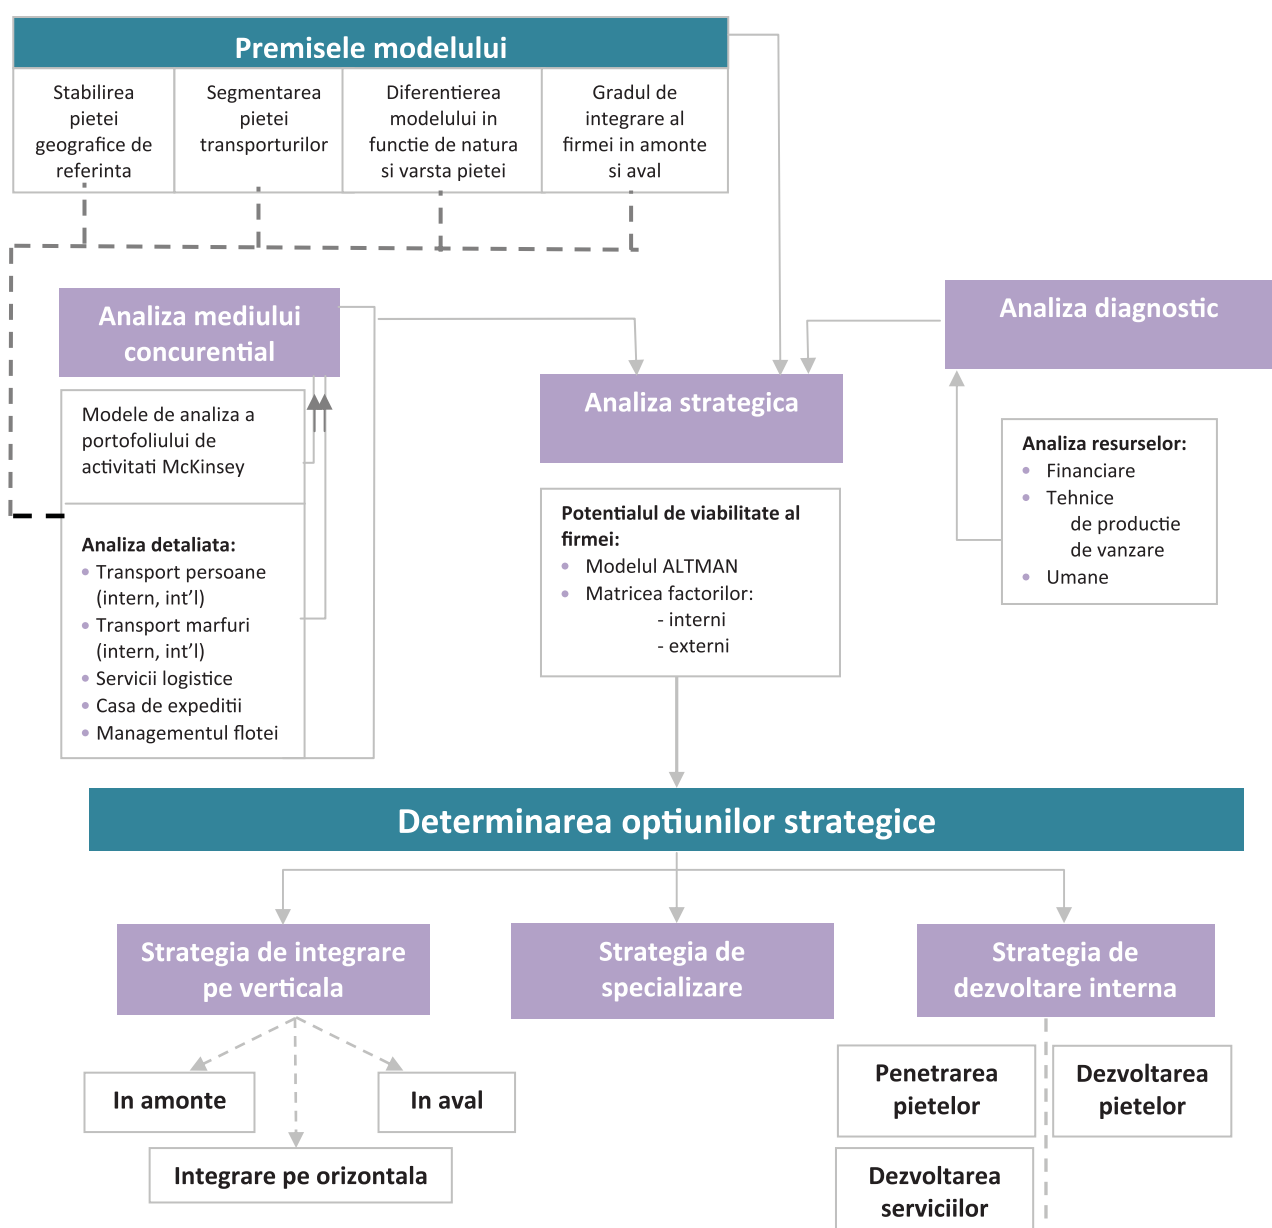 Premisele modelului
Stabilirea
pietei
geografice de
referinta
Segmentarea
pietei
transporturilor
Diferentierea
modelului in
functie de natura
si varsta pietei
Gradul de
integrare al
firmei in amonte
si aval
Analiza mediului
concurential
Modele de analiza a
portofoliului de
activitati McKinsey
Analiza detaliata:
• Transport persoane
(intern, int’l)
• Transport marfuri
(intern, int’l)
• Servicii logistice
• Casa de expeditii
• Managementul flotei
Analiza strategica
Potentialul de viabilitate al
firmei:
• Modelul ALTMAN
• Matricea factorilor:
- interni
- externi
Analiza diagnostic
Analiza resurselor:
• Financiare
• Tehnice
de productie
de vanzare
• Umane
Determinarea optiunilor strategice
Strategia de integrare
pe verticala
In amonte
In aval
Integrare pe orizontala
Strategia de
specializare
Strategia de
dezvoltare interna
Penetrarea
pietelor
Dezvoltarea
pietelor
Dezvoltarea
serviciilor